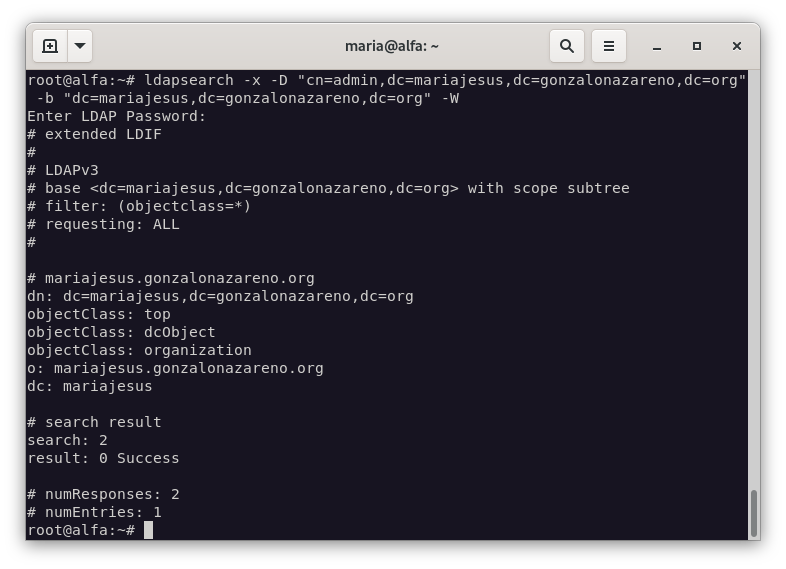 maria@alfa: ~
root@alfa:~# ldapsearch -x -D "cn=admin,dc=mariajesus,dc=gonzalonazareno,dc=org"
 -b "dc=mariajesus,dc=gonzalonazareno,dc=org" -W
Enter LDAP Password:
# extended LDIF
#
# LDAPv3
# base <dc=mariajesus,dc=gonzalonazareno,dc=org> with scope subtree
# filter: (objectclass=*)
# requesting: ALL
#

# mariajesus.gonzalonazareno.org
dn: dc=mariajesus,dc=gonzalonazareno,dc=org
objectClass: top
objectClass: dcObject
objectClass: organization
o: mariajesus.gonzalonazareno.org
dc: mariajesus

# search result
search: 2
result: 0 Success

# numResponses: 2
# numEntries: 1
root@alfa:~#